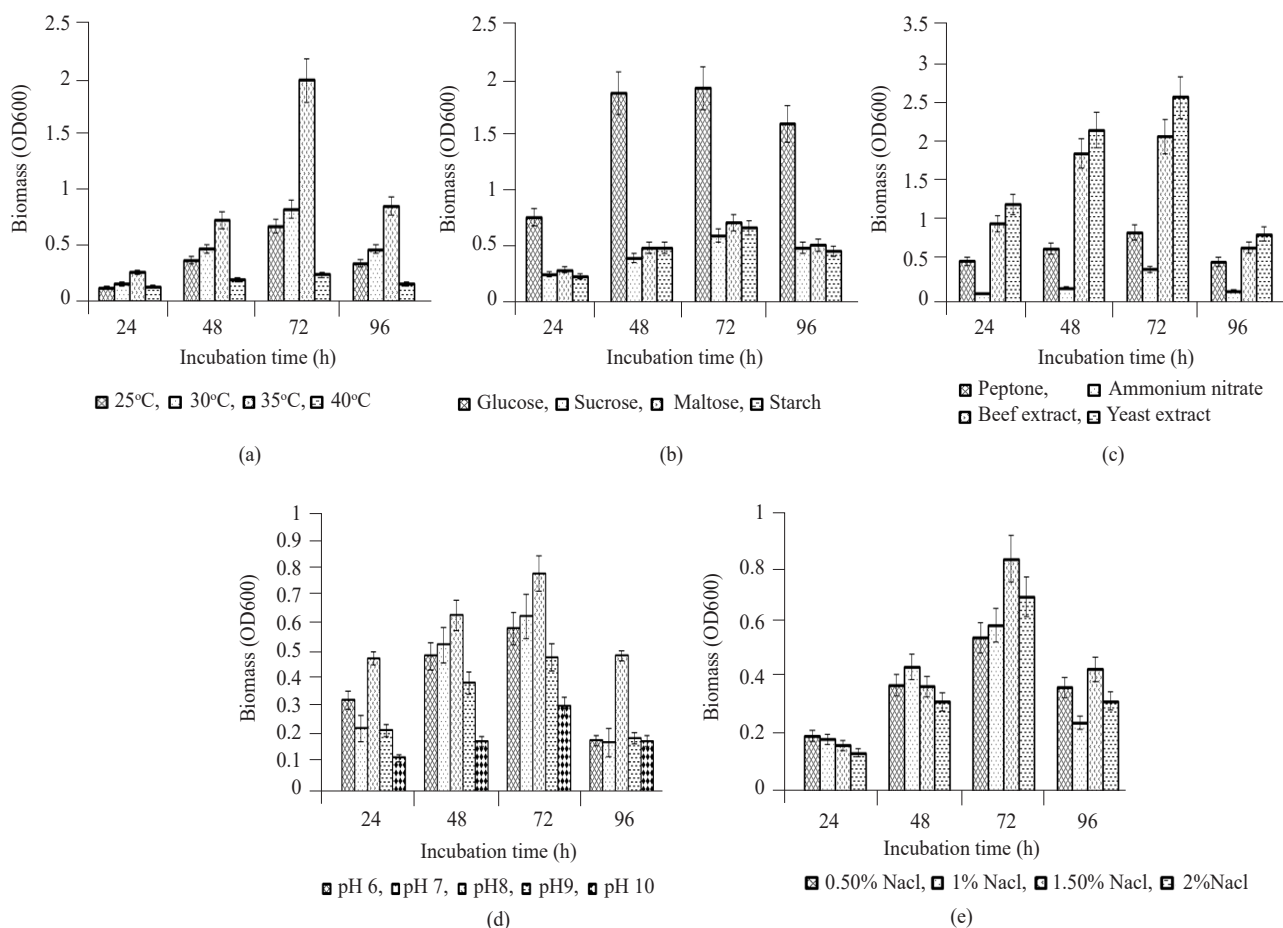 2.5
2
1.5
1
0.5
0
Biomass (OD600)
24 48 72 96
Incubation time (h)
25°C, 30°C, 35°C, 40°C
(a)
2.5
2
1.5
1
0.5
0
Biomass (OD600)
24 48 72 96
Incubation time (h)
Glucose, Sucrose, Maltose, Starch
(b)
3.5
3
2.5
2
1.5
1
0.5
0
Biomass (OD600)
24 48 72 96
Incubation time (h)
Peptone, Ammonium nitrate
Beef extract, Yeast extract
(c)
1
0.9
0.8
0.7
0.6
0.5
0.4
0.3
0.2
0.1
0
Biomass (OD600)
24 48 72 96
Incubation time (h)
pH 6, pH 7, pH8, pH9, pH 10
(d)
1
0.8
0.6
0.4
0.2
0
Biomass (OD600)
24 48 72 96
Incubation time (h)
0.50% Nacl, 1% Nacl, 1.50% Nacl, 2%Nacl
(e)